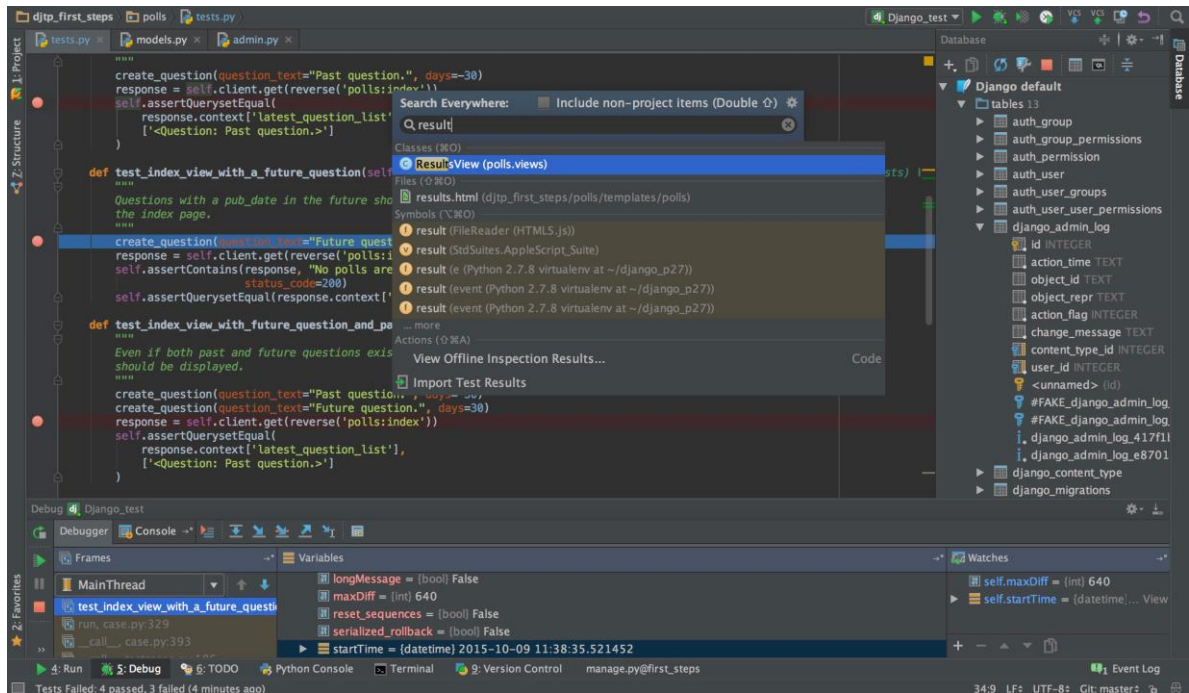 djtp_first_steps polls tests.py
Django_test
tests.py models.py admin.py
1: Project
Z: Structure
2: Favorites
"""
create_question(question_text="Past question.", days=-30)
response = self.client.get(reverse('polls:index'))
self.assertQuerysetEqual(
response.context['latest_question_list'
['<Question: Past question.>']
)
def test_index_view_with_a_future_question(self
"""
Questions with a pub_date in the future sho
the index page.
"""
create_question(question_text="Future quest
response = self.client.get(reverse('polls:i
self.assertContains(response, "No polls are
status_code=200)
self.assertQuerysetEqual(response.context['
def test_index_view_with_future_question_and_pa
"""
Even if both past and future questions exis
should be displayed.
"""
create_question(question_text="Past question.", days=-30)
create_question(question_text="Future question.", days=30)
response = self.client.get(reverse('polls:index'))
self.assertQuerysetEqual(
response.context['latest_question_list'],
['<Question: Past question.>']
)
Search Everywhere: Include non-project items (Double ⇧)
result
Classes (⌘O)
ResultsView (polls.views)
Files (⇧⌘O)
results.html (djtp_first_steps/polls/templates/polls)
Symbols (⌥⌘O)
result (FileReader (HTML5.js))
result (StdSuites.AppleScript_Suite)
result (e (Python 2.7.8 virtualenv at ~/django_p27))
result (event (Python 2.7.8 virtualenv at ~/django_p27))
result (event (Python 2.7.8 virtualenv at ~/django_p27))
... more
Actions (⇧⌘A)
View Offline Inspection Results... Code
Import Test Results
Database
Database
Django default
tables 13
auth_group
auth_group_permissions
auth_permission
auth_user
auth_user_groups
auth_user_user_permissions
django_admin_log
id INTEGER
action_time TEXT
object_id TEXT
object_repr TEXT
action_flag INTEGER
change_message TEXT
content_type_id INTEGER
user_id INTEGER
<unnamed> (id)
#FAKE_django_admin_log_
#FAKE_django_admin_log_
django_admin_log_417f1
django_admin_log_e8701
django_content_type
django_migrations
Debug Django_test
Debugger Console
Frames
MainThread
test_index_view_with_a_future_questi
run, case.py:329
__call__, case.py:393
Variables
longMessage = {bool} False
maxDiff = {int} 640
reset_sequences = {bool} False
serialized_rollback = {bool} False
startTime = {datetime} 2015-10-09 11:38:35.521452
Watches
self.maxDiff = {int} 640
self.startTime = {datetime}... View
4: Run 5: Debug 6: TODO Python Console Terminal 9: Version Control manage.py@first_steps Event Log
Tests Failed: 4 passed, 3 failed (4 minutes ago) 34:9 LF÷ UTF-8÷ Git: master÷